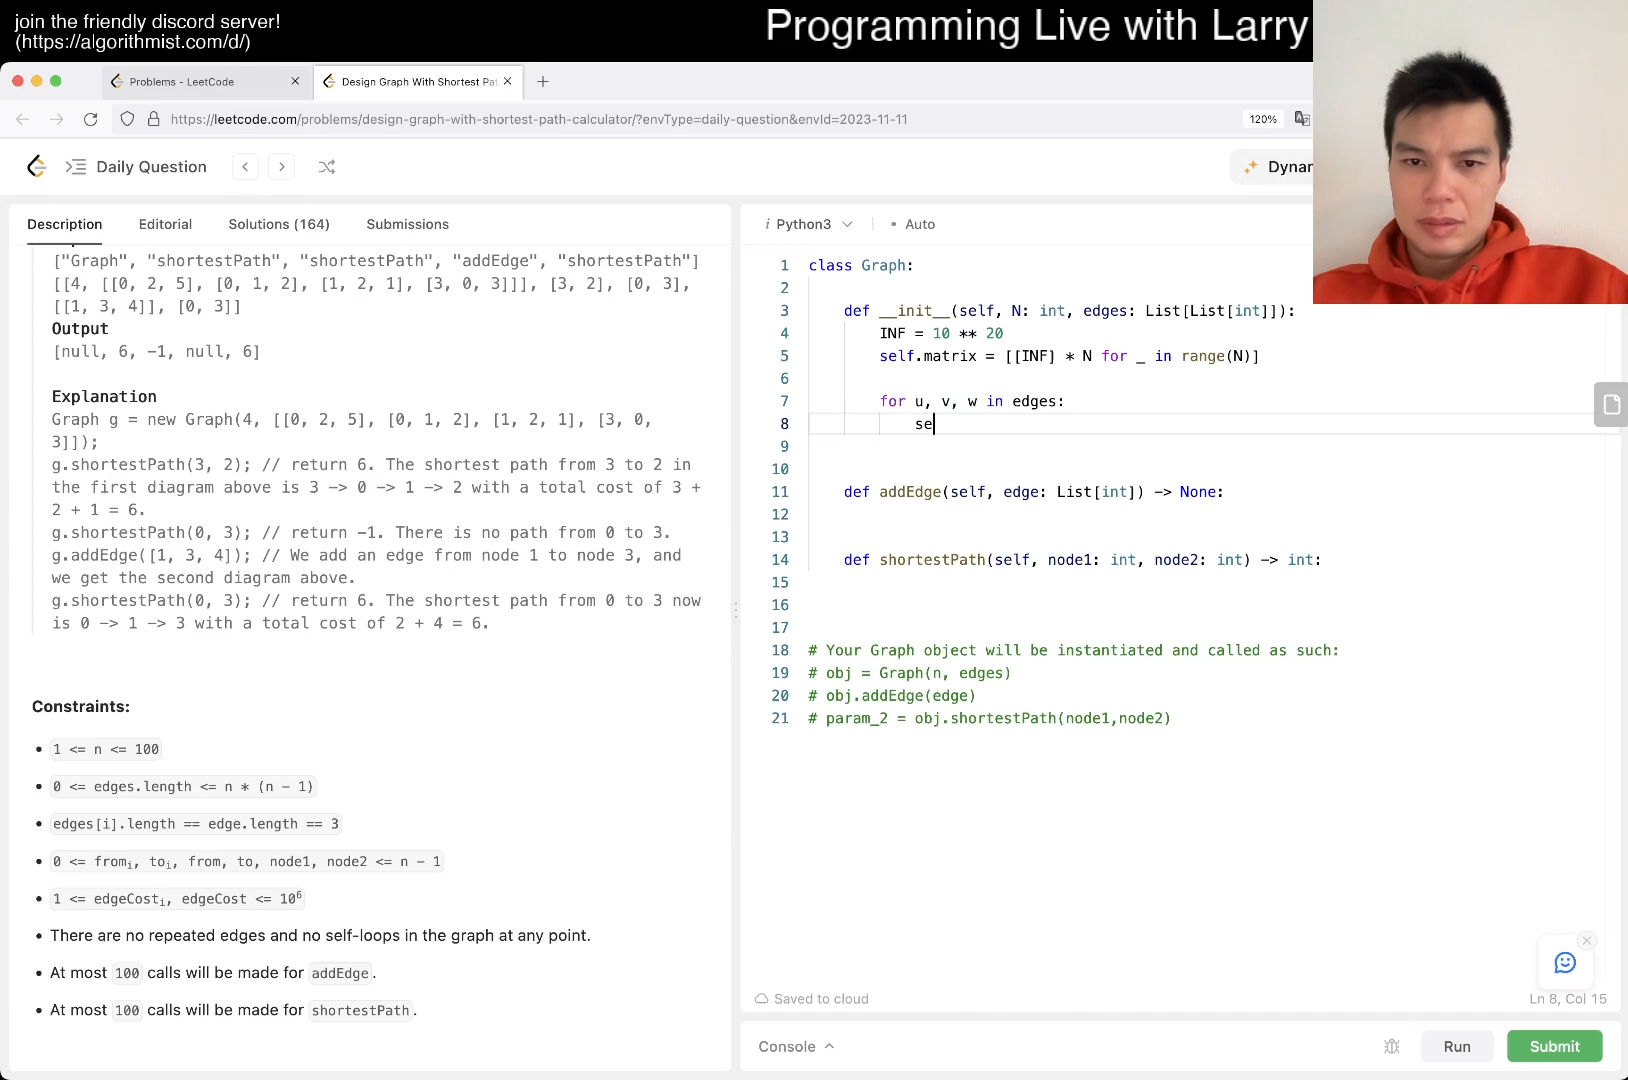 join the friendly discord server!
(https://algorithmist.com/d/)
Programming Live with Larry
Problems - LeetCode
Design Graph With Shortest Pat
https://leetcode.com/problems/design-graph-with-shortest-path-calculator/?envType=daily-question&envId=2023-11-11
120%
Daily Question
Dynam
Description
Editorial
Solutions (164)
Submissions
["Graph", "shortestPath", "shortestPath", "addEdge", "shortestPath"]
[[4, [[0, 2, 5], [0, 1, 2], [1, 2, 1], [3, 0, 3]]], [3, 2], [0, 3],
[[1, 3, 4]], [0, 3]]
Output
[null, 6, -1, null, 6]
Explanation
Graph g = new Graph(4, [[0, 2, 5], [0, 1, 2], [1, 2, 1], [3, 0,
3]]);
g.shortestPath(3, 2); // return 6. The shortest path from 3 to 2 in
the first diagram above is 3 -> 0 -> 1 -> 2 with a total cost of 3 +
2 + 1 = 6.
g.shortestPath(0, 3); // return -1. There is no path from 0 to 3.
g.addEdge([1, 3, 4]); // We add an edge from node 1 to node 3, and
we get the second diagram above.
g.shortestPath(0, 3); // return 6. The shortest path from 0 to 3 now
is 0 -> 1 -> 3 with a total cost of 2 + 4 = 6.
Constraints:
• 1 <= n <= 100
• 0 <= edges.length <= n * (n - 1)
• edges[i].length == edge.length == 3
• 0 <= fromᵢ, toᵢ, from, to, node1, node2 <= n - 1
• 1 <= edgeCostᵢ, edgeCost <= 10⁶
• There are no repeated edges and no self-loops in the graph at any point.
• At most 100 calls will be made for addEdge.
• At most 100 calls will be made for shortestPath.
i Python3
• Auto
1 class Graph:
2
3 def __init__(self, N: int, edges: List[List[int]]):
4 INF = 10 ** 20
5 self.matrix = [[INF] * N for _ in range(N)]
6
7 for u, v, w in edges:
8 se
9
10
11 def addEdge(self, edge: List[int]) -> None:
12
13
14 def shortestPath(self, node1: int, node2: int) -> int:
15
16
17
18 # Your Graph object will be instantiated and called as such:
19 # obj = Graph(n, edges)
20 # obj.addEdge(edge)
21 # param_2 = obj.shortestPath(node1,node2)
Saved to cloud
Ln 8, Col 15
Console
Run
Submit